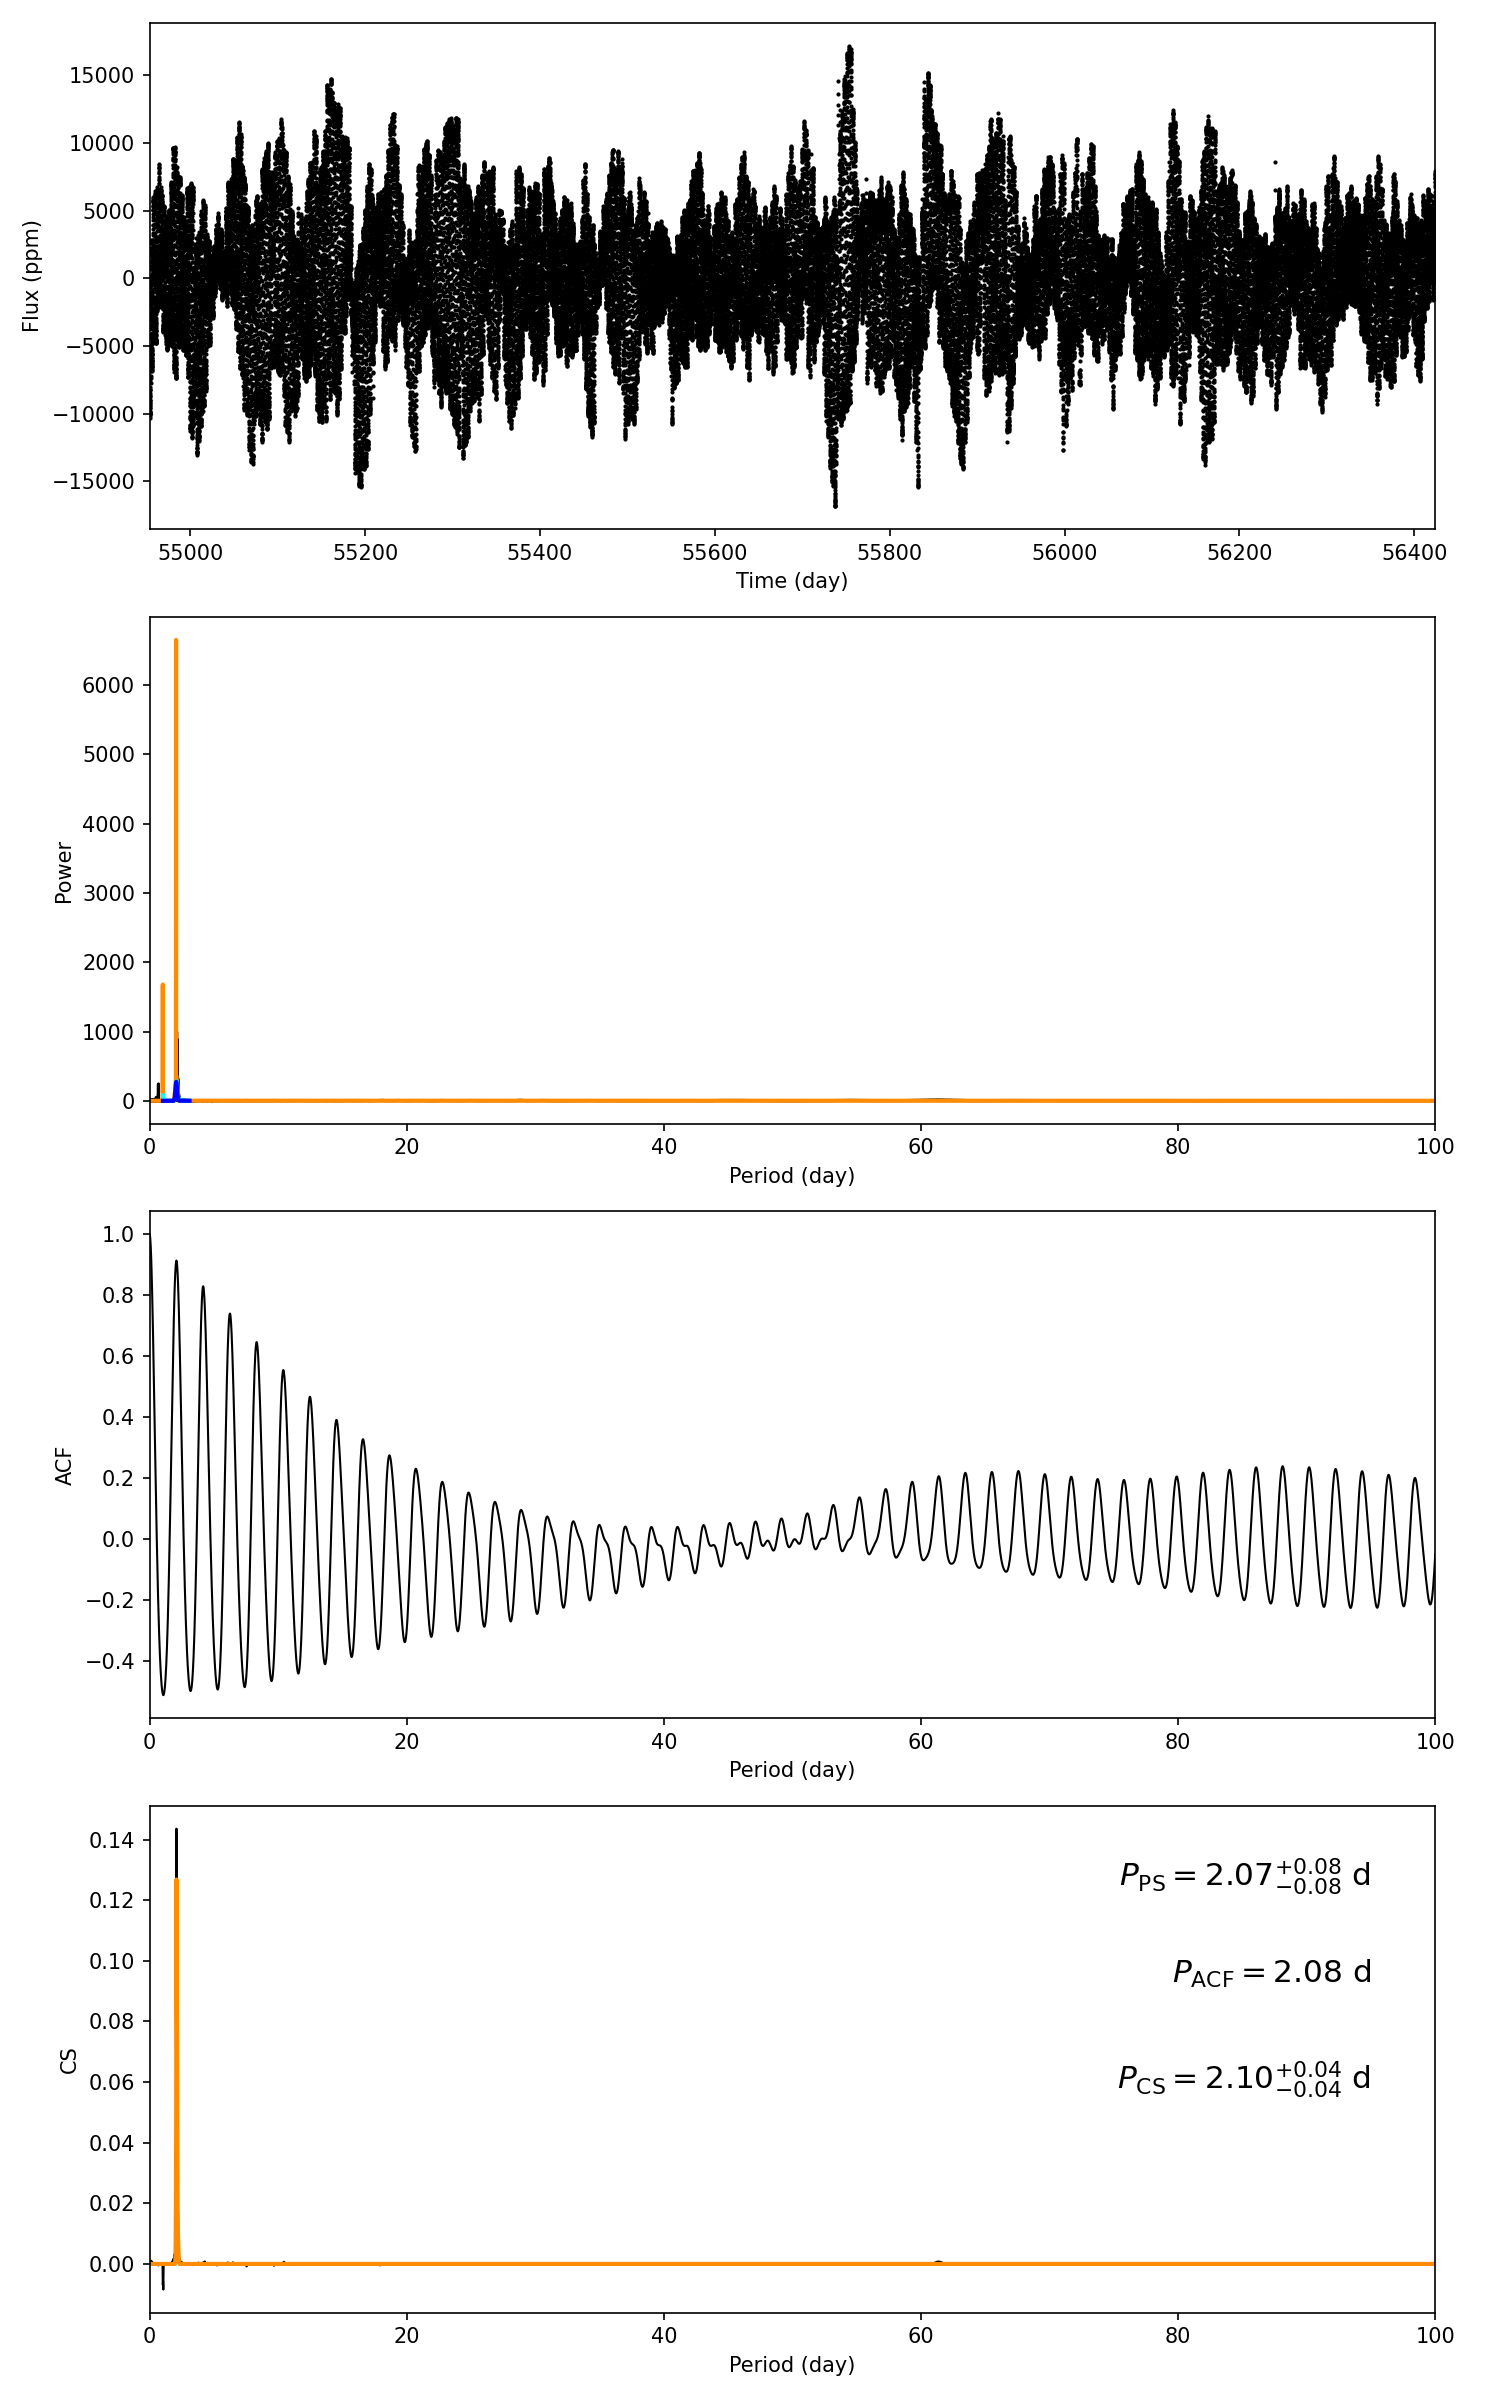 15000
10000
5000
0
−5000
−10000
−15000
Flux (ppm)
55000 55200 55400 55600 55800 56000 56200 56400
Time (day)
6000
5000
4000
3000
2000
1000
0
Power
0 20 40 60 80 100
Period (day)
1.0
0.8
0.6
0.4
0.2
0.0
−0.2
−0.4
ACF
0 20 40 60 80 100
Period (day)
0.14
0.12
0.10
0.08
0.06
0.04
0.02
0.00
CS
P_PS = 2.07 +0.08 −0.08 d
P_ACF = 2.08 d
P_CS = 2.10 +0.04 −0.04 d
0 20 40 60 80 100
Period (day)